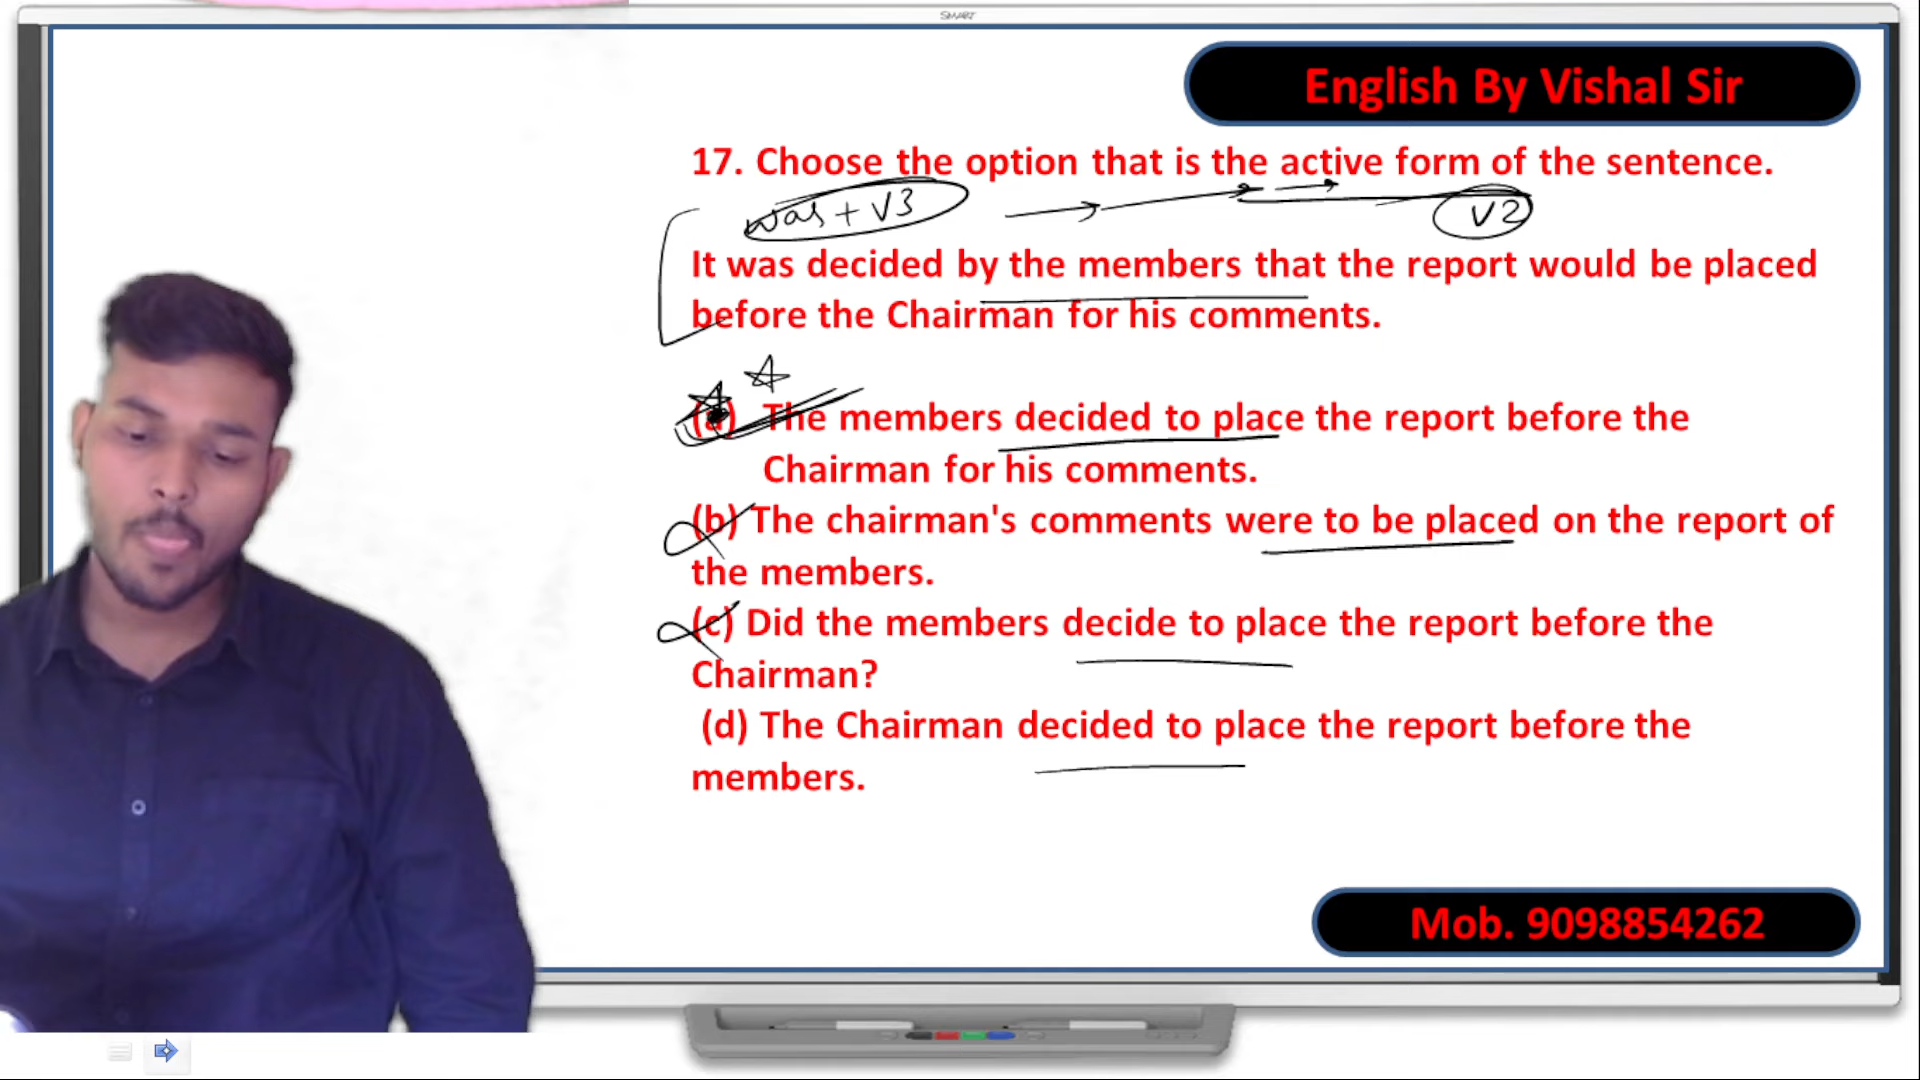 SMART
English By Vishal Sir
17. Choose the option that is the active form of the sentence.
was + V3
V2
It was decided by the members that the report would be placed
before the Chairman for his comments.
(a) The members decided to place the report before the
Chairman for his comments.
(b) The chairman's comments were to be placed on the report of
the members.
(c) Did the members decide to place the report before the
Chairman?
(d) The Chairman decided to place the report before the
members.
Mob. 9098854262